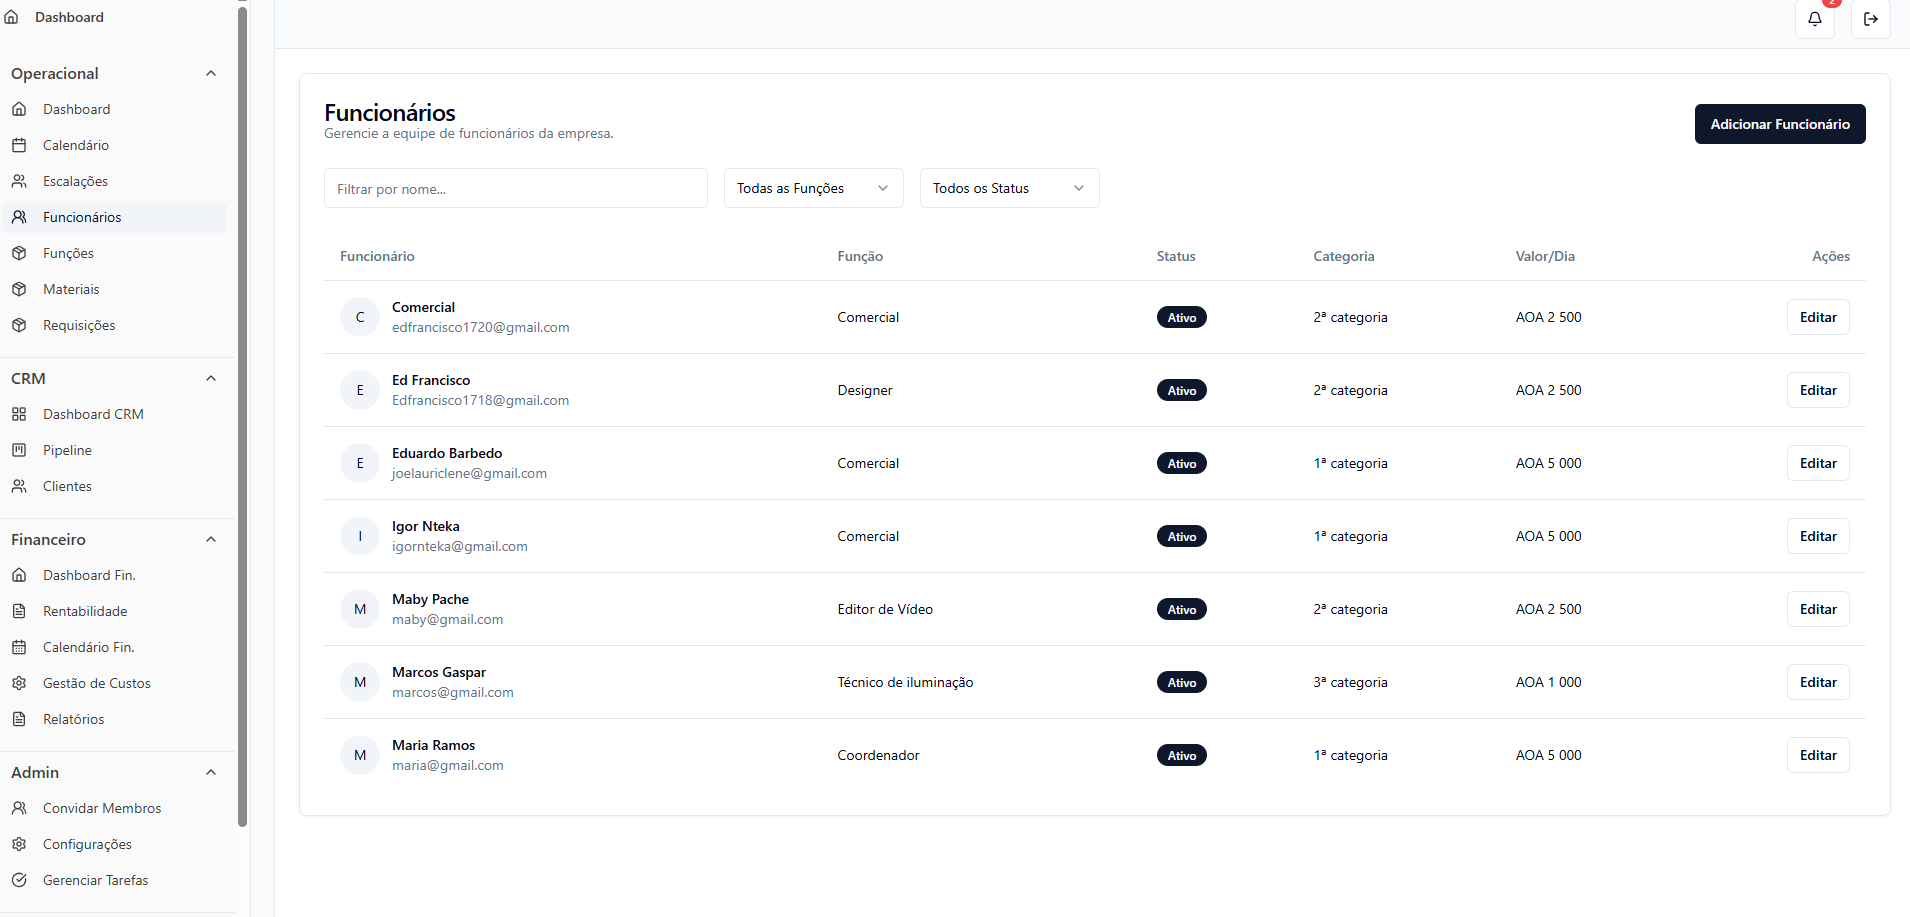 Dashboard
Operacional
Dashboard
Calendário
Escalações
Funcionários
Funções
Materiais
Requisições
CRM
Dashboard CRM
Pipeline
Clientes
Financeiro
Dashboard Fin.
Rentabilidade
Calendário Fin.
Gestão de Custos
Relatórios
Admin
Convidar Membros
Configurações
Gerenciar Tarefas
2
Funcionários
Gerencie a equipe de funcionários da empresa.
Adicionar Funcionário
Filtrar por nome... Todas as Funções Todos os Status
Funcionário Função Status Categoria Valor/Dia Ações
C Comercial
edfrancisco1720@gmail.com Comercial Ativo 2ª categoria AOA 2 500 Editar
E Ed Francisco
Edfrancisco1718@gmail.com Designer Ativo 2ª categoria AOA 2 500 Editar
E Eduardo Barbedo
joelauriclene@gmail.com Comercial Ativo 1ª categoria AOA 5 000 Editar
I Igor Nteka
igornteka@gmail.com Comercial Ativo 1ª categoria AOA 5 000 Editar
M Maby Pache
maby@gmail.com Editor de Vídeo Ativo 2ª categoria AOA 2 500 Editar
M Marcos Gaspar
marcos@gmail.com Técnico de iluminação Ativo 3ª categoria AOA 1 000 Editar
M Maria Ramos
maria@gmail.com Coordenador Ativo 1ª categoria AOA 5 000 Editar